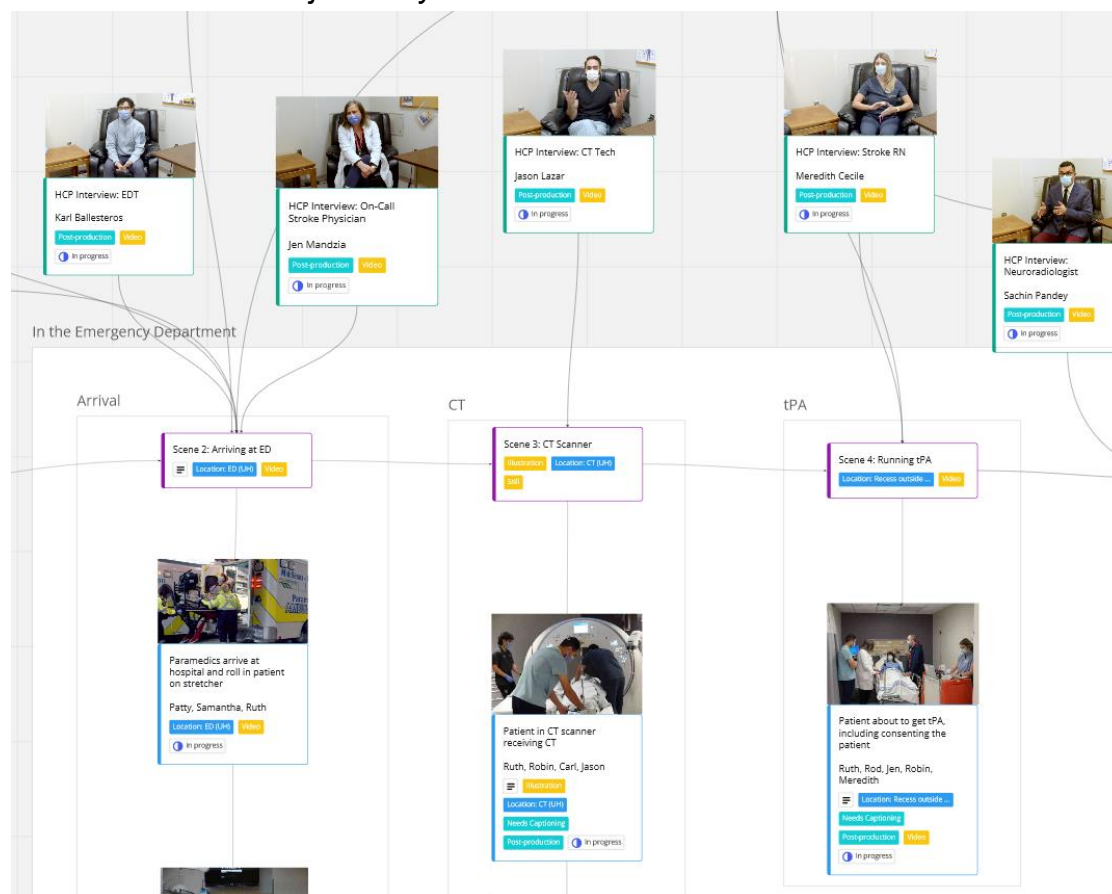 HCP Interview: EDT
Karl Ballesteros
Post-production Video
In progress
HCP Interview: On-Call
Stroke Physician
Jen Mandzia
Post-production Video
In progress
HCP Interview: CT Tech
Jason Lazar
Post-production Video
In progress
HCP Interview: Stroke RN
Meredith Cecile
Post-production Video
In progress
HCP Interview:
Neuroradiologist
Sachin Pandey
Post-production Video
In progress
In the Emergency Department
Arrival
Scene 2: Arriving at ED
Location: ED (UH) Video
Paramedics arrive at
hospital and roll in patient
on stretcher
Patty, Samantha, Ruth
Location: ED (UH) Video
In progress
CT
Scene 3: CT Scanner
Illustration Location: CT (UH)
Still
Patient in CT scanner
receiving CT
Ruth, Robin, Carl, Jason
Illustration
Location: CT (UH)
Needs Captioning
Post-production In progress
tPA
Scene 4: Running tPA
Location: Recess outside ... Video
Patient about to get tPA,
including consenting the
patient
Ruth, Rod, Jen, Robin,
Meredith
Location: Recess outside ...
Needs Captioning
Post-production Video
In progress